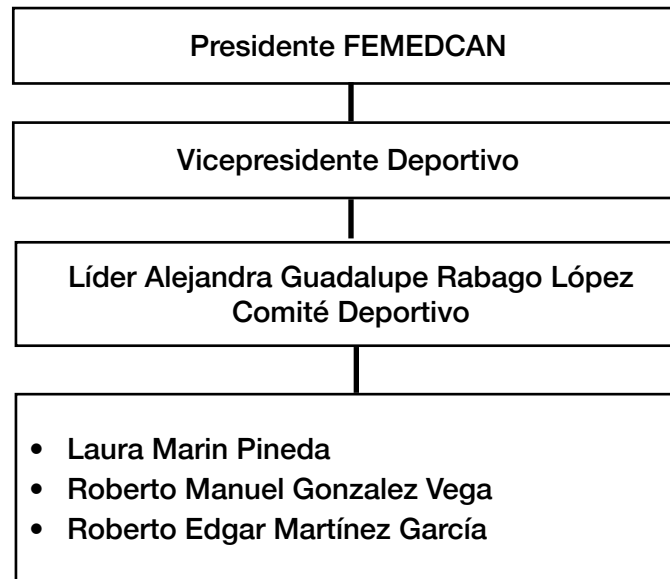 Presidente FEMEDCAN
Vicepresidente Deportivo
Líder Alejandra Guadalupe Rabago López
Comité Deportivo
• Laura Marin Pineda
• Roberto Manuel Gonzalez Vega
• Roberto Edgar Martínez García